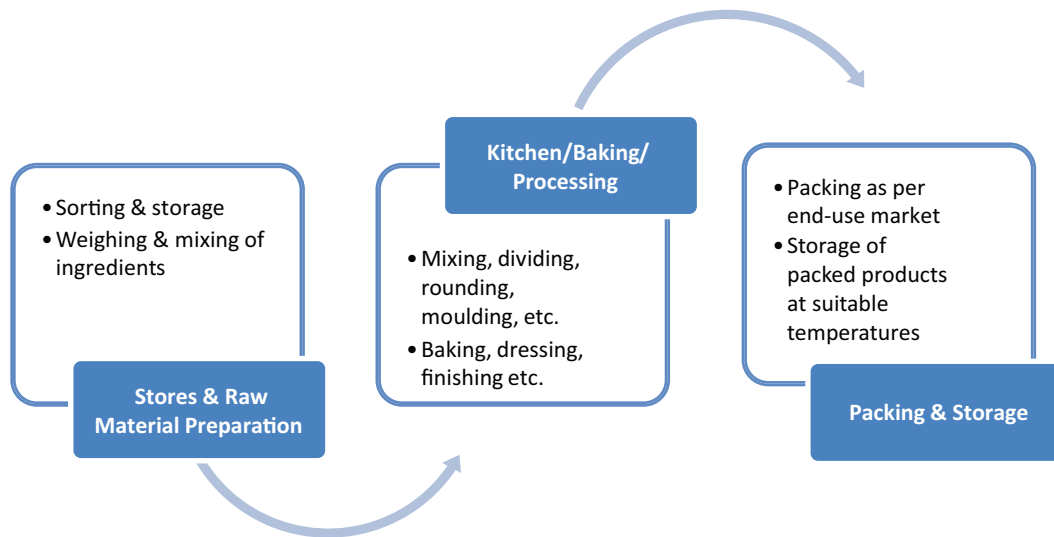 • Sorting & storage
• Weighing & mixing of
ingredients
Stores & Raw
Material Preparation
Kitchen/Baking/
Processing
• Mixing, dividing,
rounding,
moulding, etc.
• Baking, dressing,
finishing etc.
• Packing as per
end-use market
• Storage of
packed products
at suitable
temperatures
Packing & Storage